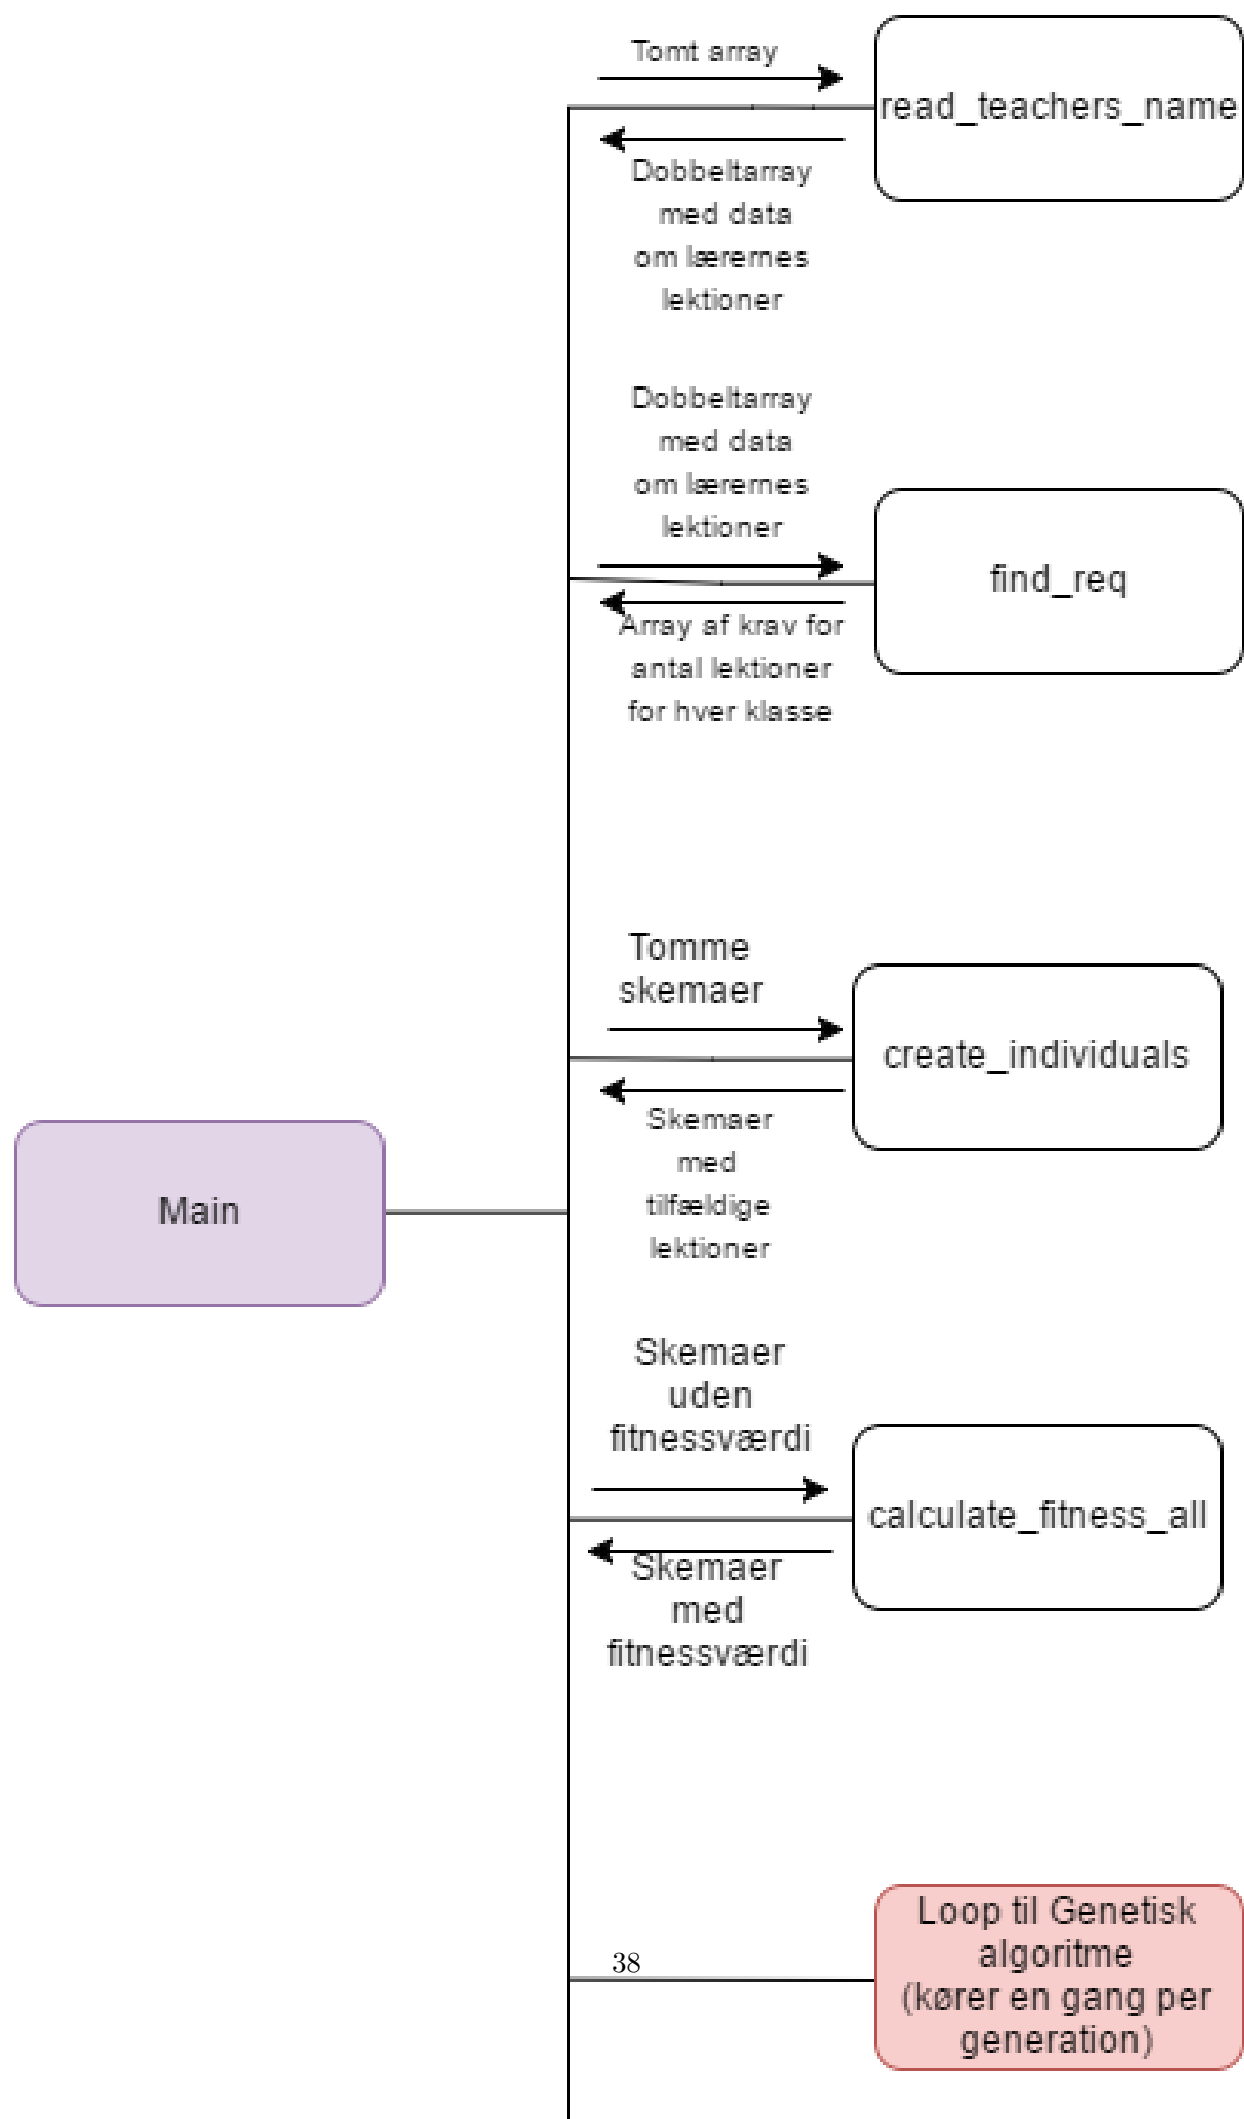 Tomt array
read_teachers_name
Dobbeltarray
med data
om lærernes
lektioner
Dobbeltarray
med data
om lærernes
lektioner
find_req
Array af krav for
antal lektioner
for hver klasse
Tomme
skemaer
create_individuals
Skemaer
med
tilfældige
lektioner
Main
Skemaer
uden
fitnessværdi
calculate_fitness_all
Skemaer
med
fitnessværdi
Loop til Genetisk
algoritme
(kører en gang per
generation)
38